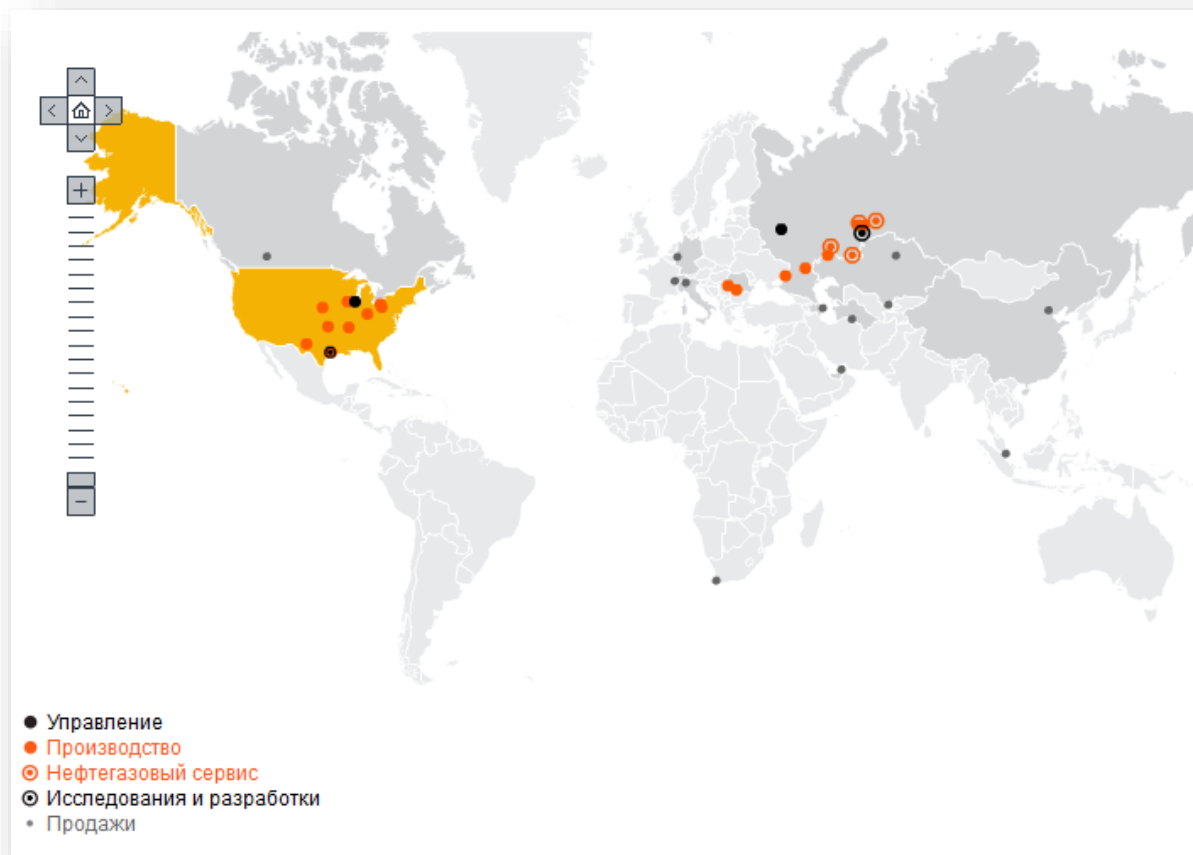 Управление
Производство
Нефтегазовый сервис
Исследования и разработки
Продажи